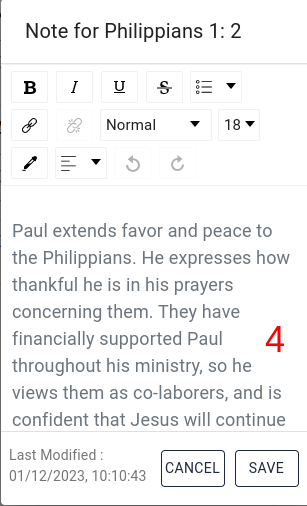 Note for Philippians 1: 2
B I U S
Normal 18
Paul extends favor and peace to
the Philippians. He expresses how
thankful he is in his prayers
concerning them. They have
financially supported Paul
throughout his ministry, so he
views them as co-laborers, and is
confident that Jesus will continue
4
Last Modified :
01/12/2023, 10:10:43
CANCEL SAVE